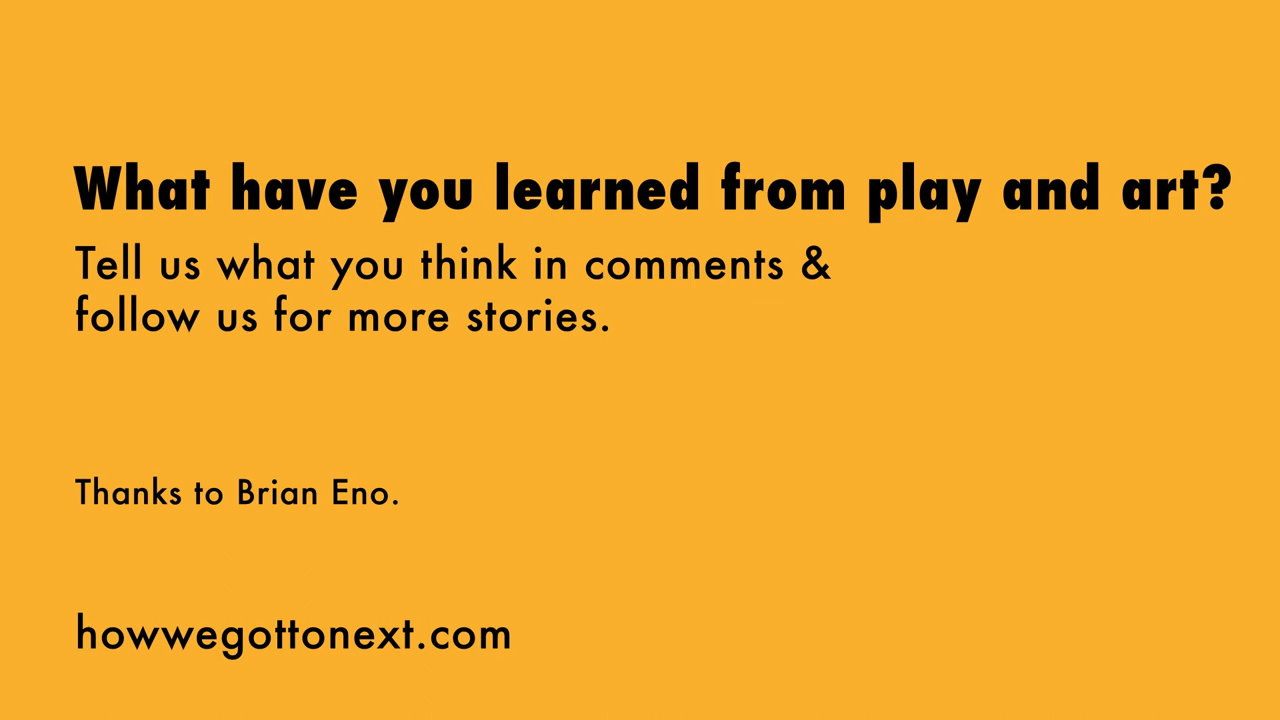 What have you learned from play and art?
Tell us what you think in comments &
follow us for more stories.
Thanks to Brian Eno.
howwegottonext.com